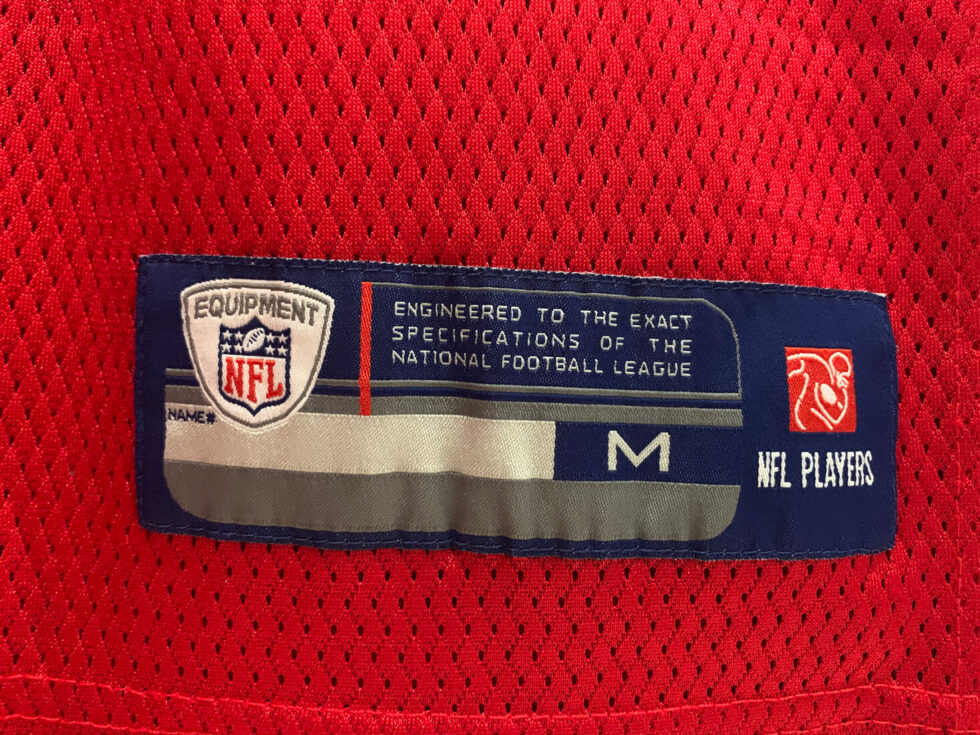 EQUIPMENT
NFL
ENGINEERED TO THE EXACT
SPECIFICATIONS OF THE
NATIONAL FOOTBALL LEAGUE
NAME#
M
NFL PLAYERS